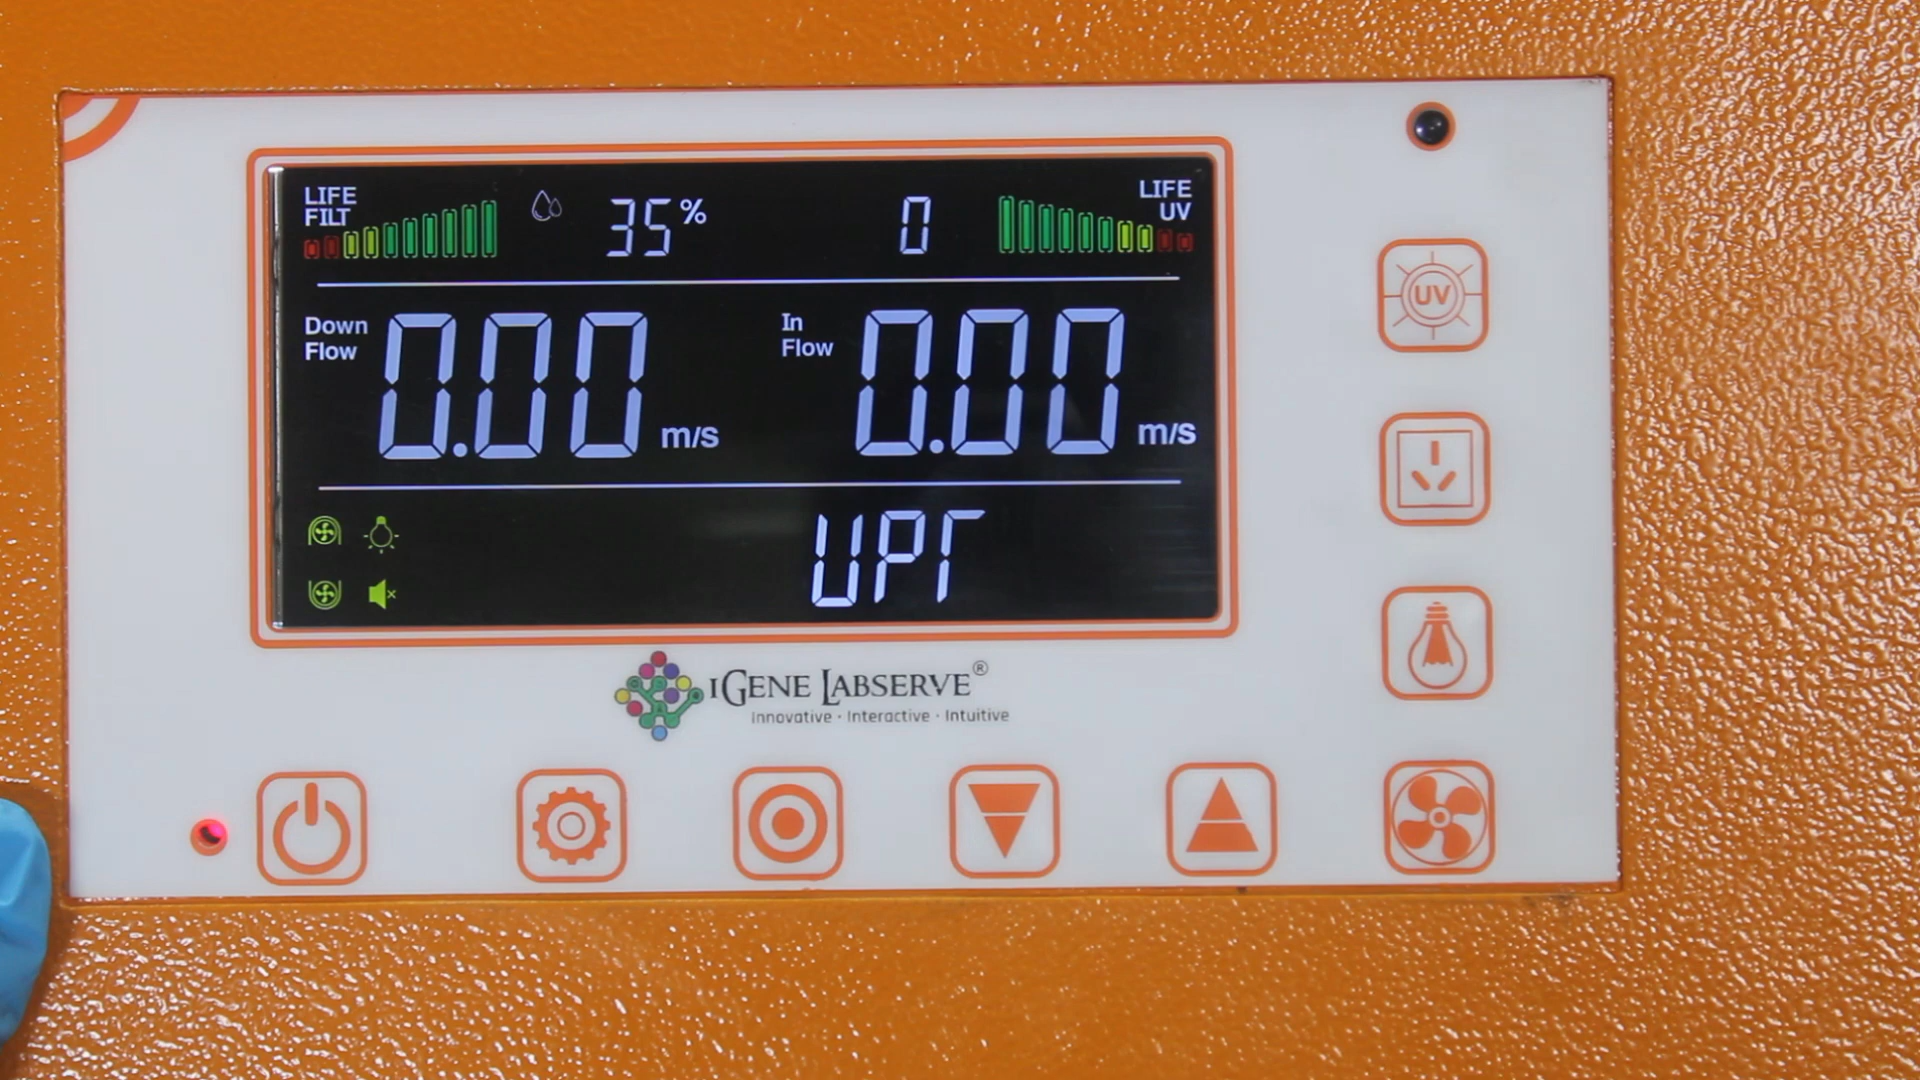 LIFE
FILT
35%
0
LIFE
UV
Down
Flow
0.00 m/s
In
Flow
0.00 m/s
UPT
iGENE LABSERVE®
Innovative · Interactive · Intuitive
UV